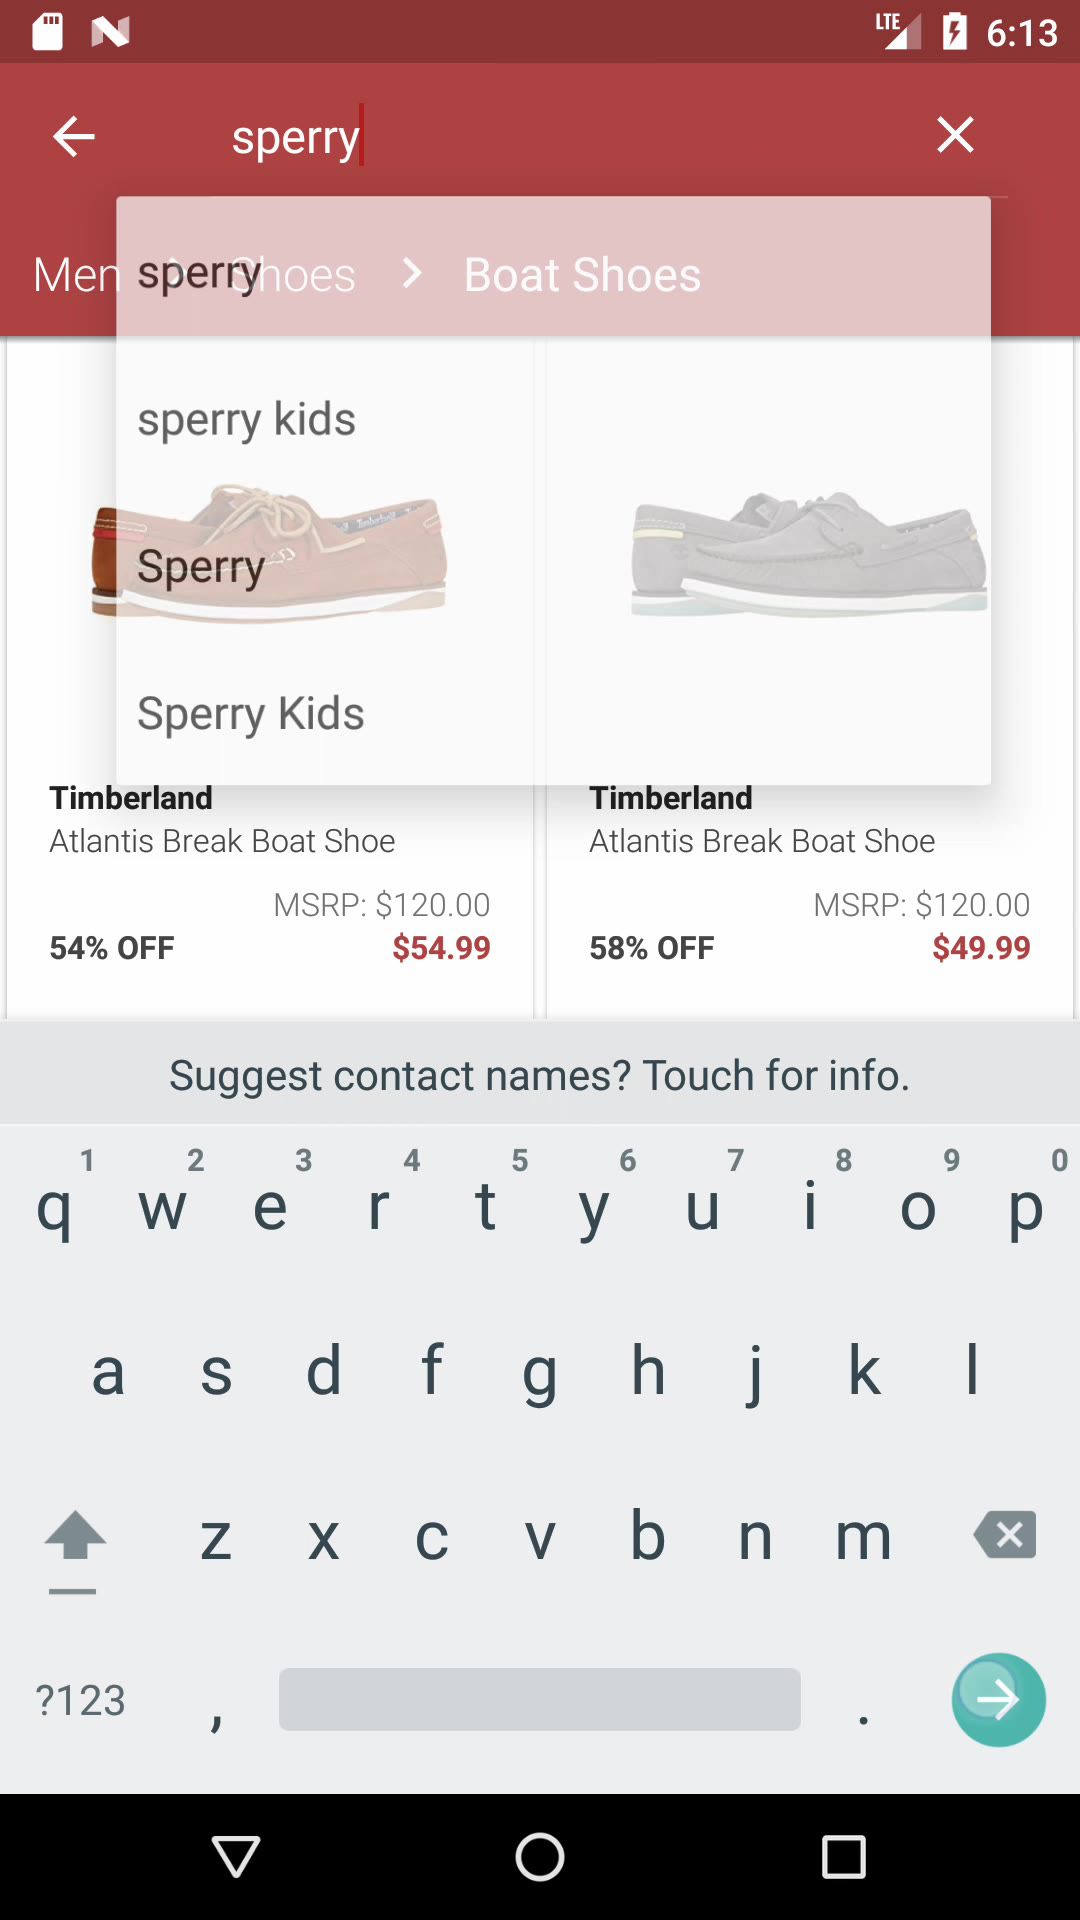 LTE 6:13
sperry
Men Shoes Boat Shoes
sperry
sperry kids
Sperry
Sperry Kids
Timberland
Atlantis Break Boat Shoe
MSRP: $120.00
54% OFF $54.99
Timberland
Atlantis Break Boat Shoe
MSRP: $120.00
58% OFF $49.99
Suggest contact names? Touch for info.
1 2 3 4 5 6 7 8 9 0
q w e r t y u i o p
a s d f g h j k l
z x c v b n m
?123 , .